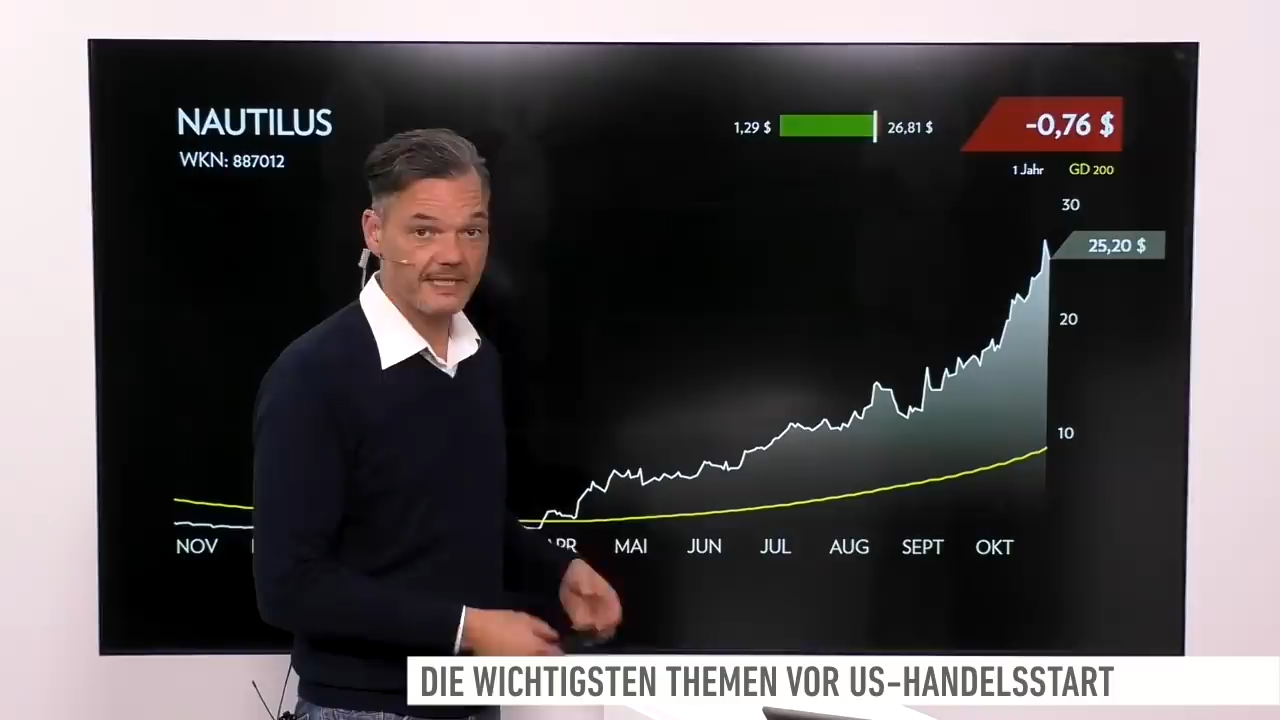 NAUTILUS
WKN: 887012
1,29 $ 26,81 $
-0,76 $
1 Jahr GD 200
30
25,20 $
20
10
NOV MAI JUN JUL AUG SEPT OKT
DIE WICHTIGSTEN THEMEN VOR US-HANDELSSTART